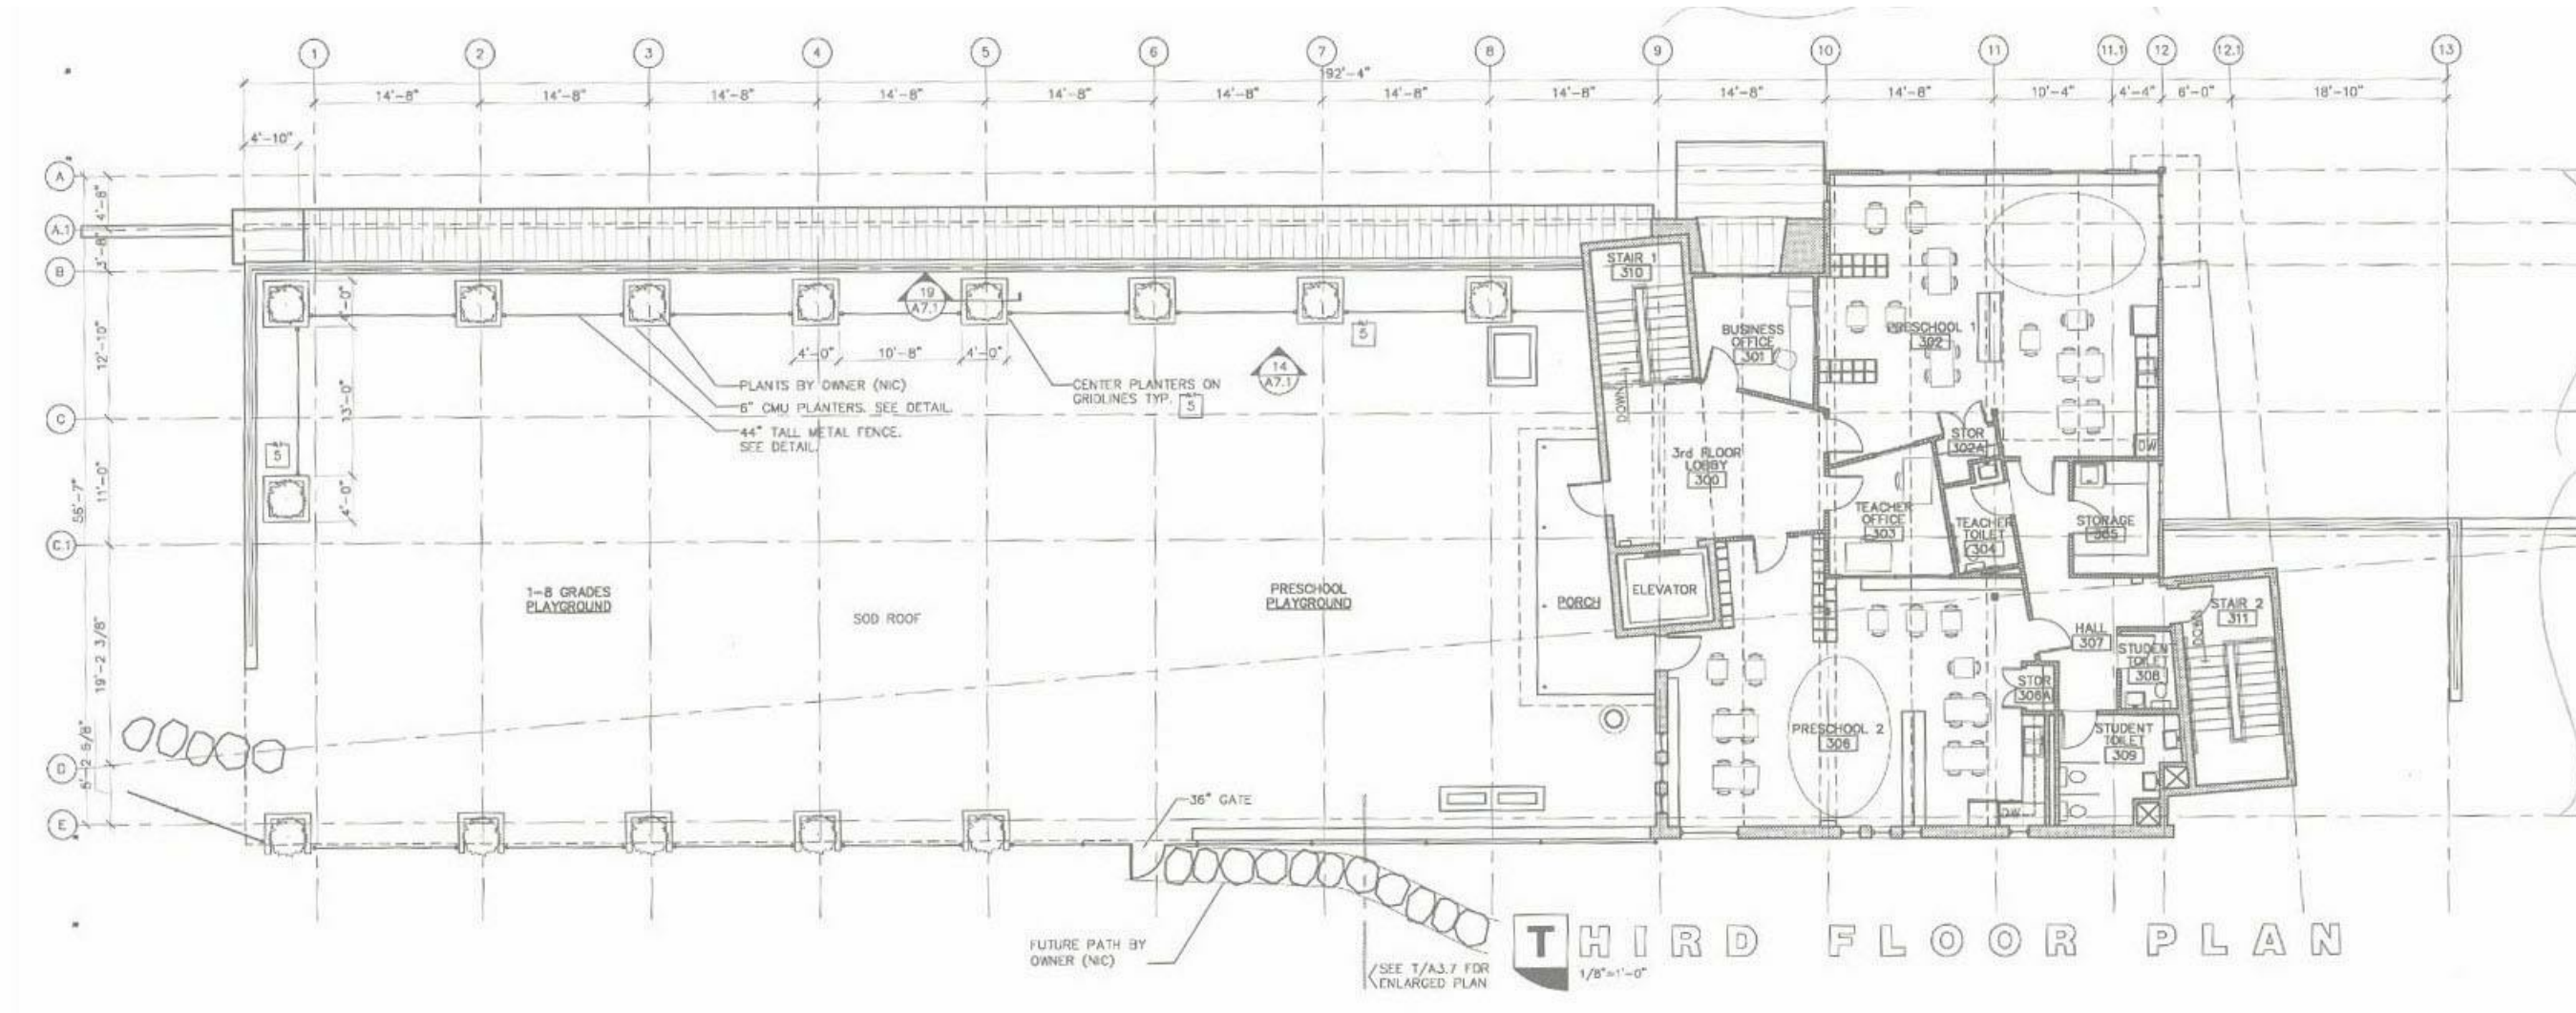 1 2 3 4 5 6 7 8 9 10 11 11.1 12 12.1 13
192'-4"
14'-8" 14'-8" 14'-8" 14'-8" 14'-8" 14'-8" 14'-8" 14'-8" 14'-8" 14'-8" 10'-4" 4'-4" 6'-0" 18'-10"
4'-10"
A
4'-8"
A.1
3'-8"
B
12'-10"
C
56'-7"
11'-0"
C.1
19'-2 3/8"
D
E
4'-0"
13'-0"
4'-0"
19
A7.1
4'-0" 10'-8" 4'-0"
14
A7.1
5
5
5
PLANTS BY OWNER (NIC)
6" CMU PLANTERS. SEE DETAIL.
44" TALL METAL FENCE.
SEE DETAIL.
CENTER PLANTERS ON
GRIDLINES TYP.
STAIR 1
310
DOWN
BUSINESS
OFFICE
301
PRESCHOOL 1
302
STOR
302A
DW
3rd FLOOR
LOBBY
300
TEACHER
OFFICE
303
TEACHER
TOILET
304
STORAGE
305
1-8 GRADES
PLAYGROUND
SOD ROOF
PRESCHOOL
PLAYGROUND
PORCH
ELEVATOR
HALL
307
STAIR 2
311
DOWN
STUDENT
TOILET
308
STOR
306A
PRESCHOOL 2
306
STUDENT
TOILET
309
DW
36" GATE
FUTURE PATH BY
OWNER (NIC)
SEE T/A3.7 FOR
ENLARGED PLAN
THIRD FLOOR PLAN
1/8"=1'-0"